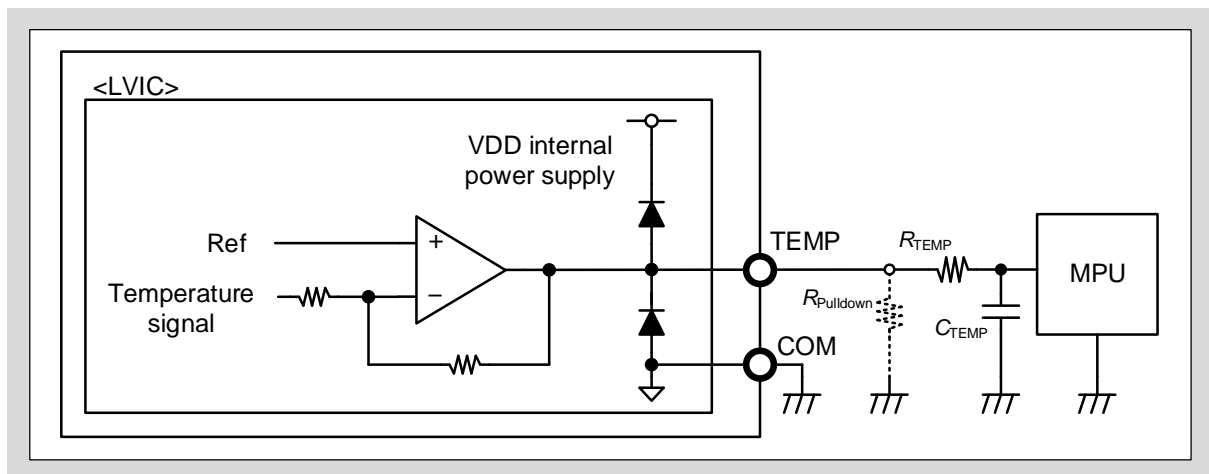 <LVIC>
VDD internal
power supply
Ref
+
Temperature
signal
−
TEMP
COM
RTEMP
RPulldown
CTEMP
MPU